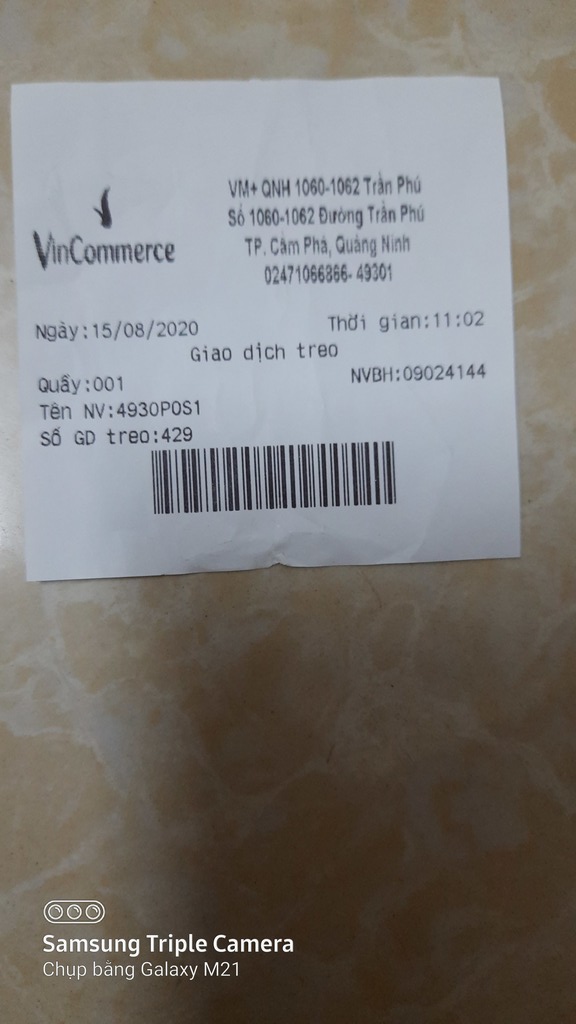 VinCommerce
VM+ QNH 1060-1062 Trần Phú
Số 1060-1062 Đường Trần Phú
TP. Cẩm Phả, Quảng Ninh
02471066866- 49301
Ngày:15/08/2020 Thời gian:11:02
Giao dịch treo
Quầy:001 NVBH:09024144
Tên NV:4930POS1
Số GD treo:429
Samsung Triple Camera
Chụp bằng Galaxy M21